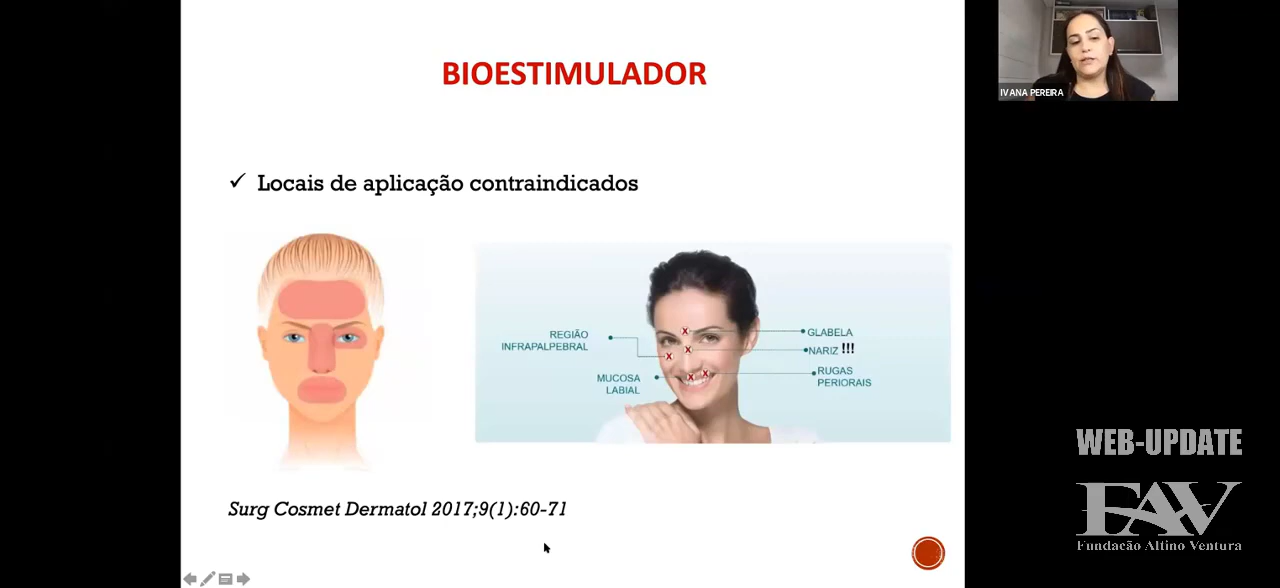 BIOESTIMULADOR
IVANA PEREIRA
✓ Locais de aplicação contraindicados
REGIÃO
INFRAPALPEBRAL
MUCOSA
LABIAL
X
X
X
X X
GLABELA
NARIZ !!!
RUGAS
PERIORAIS
Surg Cosmet Dermatol 2017;9(1):60-71
WEB-UPDATE
FAV
Fundação Altino Ventura